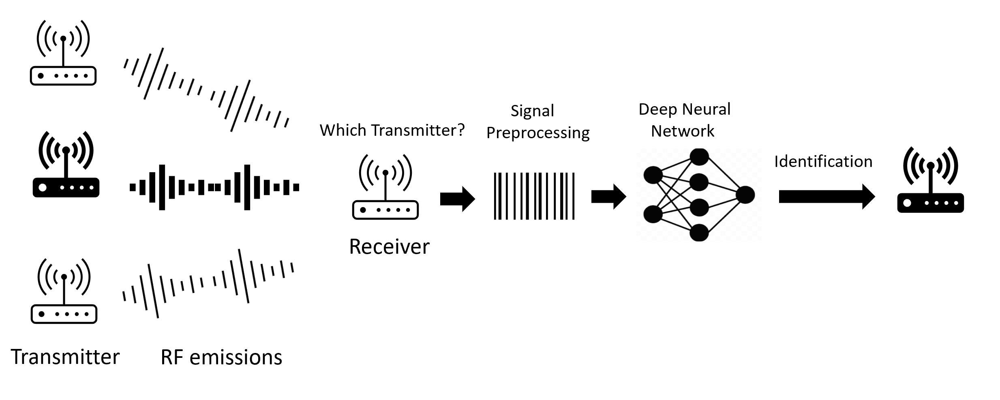 Which Transmitter?
Signal
Preprocessing
Deep Neural
Network
Identification
Receiver
Transmitter
RF emissions